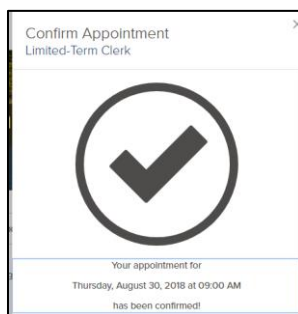 Confirm Appointment
Limited-Term Clerk
Your appointment for
Thursday, August 30, 2018 at 09:00 AM
has been confirmed!